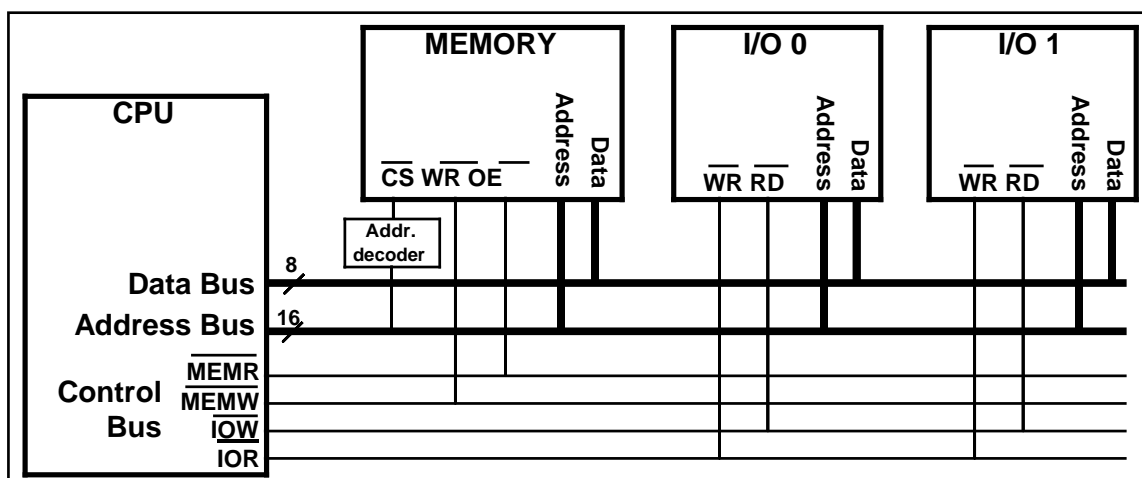 MEMORY
I/O 0
I/O 1
CPU
Address
Data
Address
Data
Address
Data
CS WR OE
WR RD
WR RD
Addr.
decoder
8
Data Bus
16
Address Bus
MEMR
Control
MEMW
Bus
IOW
IOR